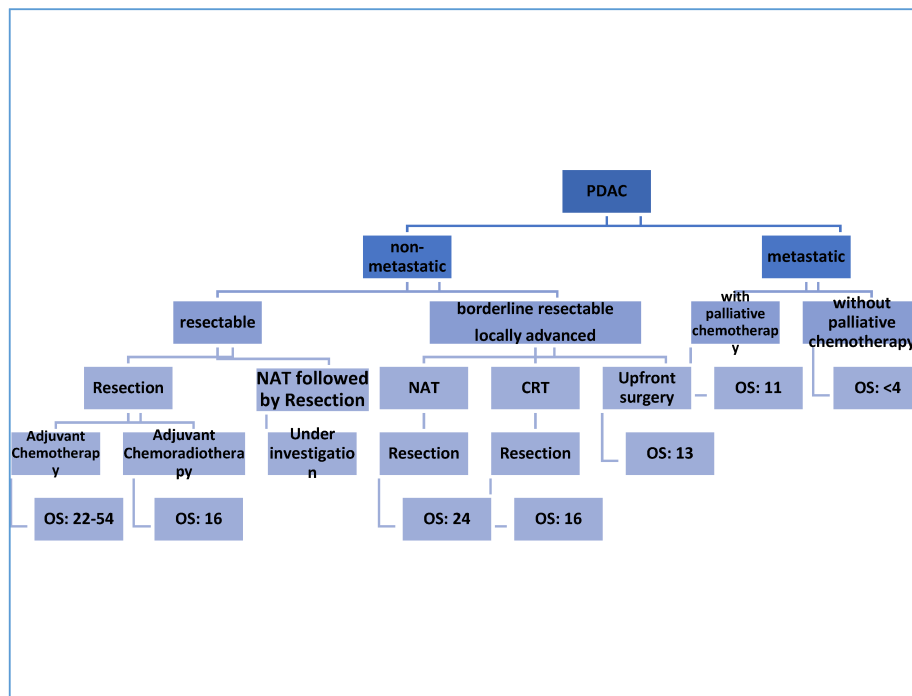 PDAC
non-
metastatic
metastatic
resectable
borderline resectable
locally advanced
with
palliative
chemotherap
y
without
palliative
chemotherapy
Resection
NAT followed
by Resection
NAT
CRT
Upfront
surgery
OS: 11
OS: <4
Adjuvant
Chemotherap
y
Adjuvant
Chemoradiothera
py
Under
investigatio
n
Resection
Resection
OS: 13
OS: 22-54
OS: 16
OS: 24
OS: 16